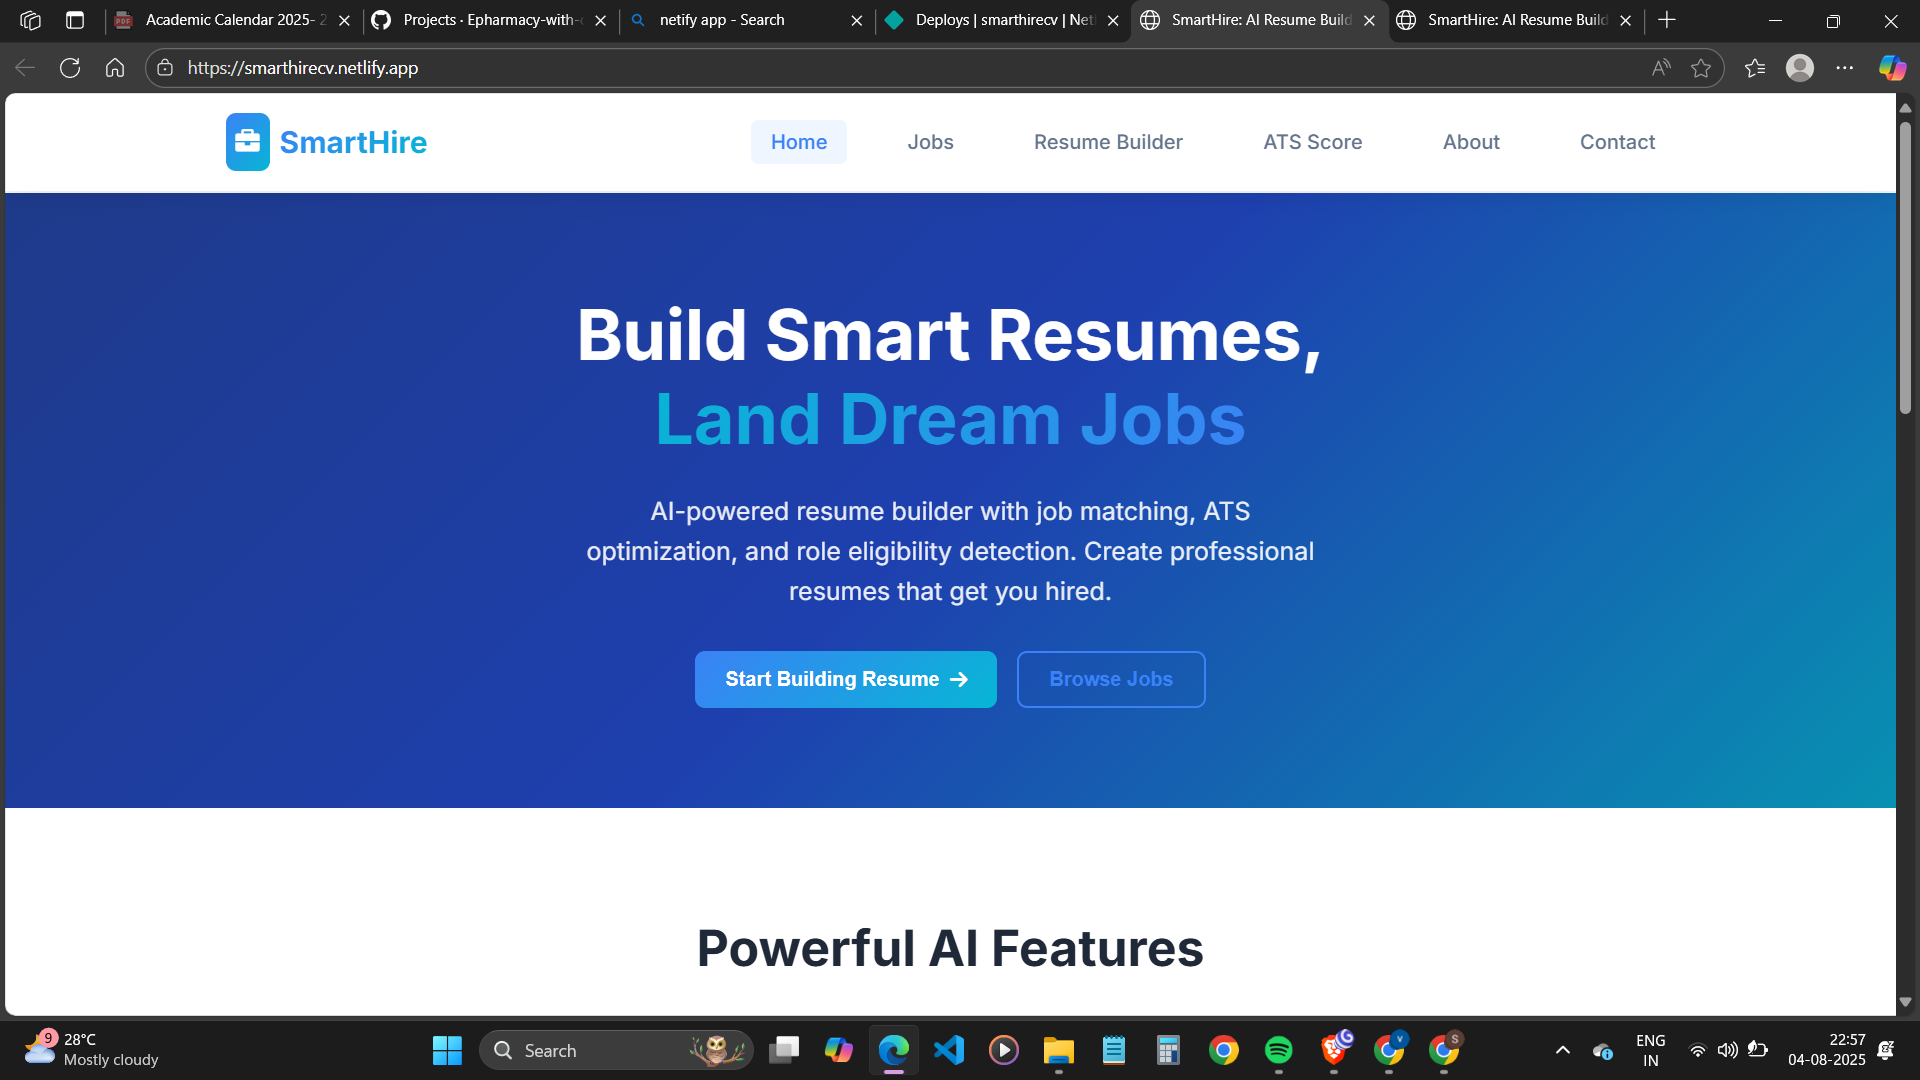 Academic Calendar 2025- 2
Projects · Epharmacy-with-
netify app - Search
Deploys | smarthirecv | Net
SmartHire: AI Resume Build
SmartHire: AI Resume Build
https://smarthirecv.netlify.app
SmartHire
Home
Jobs
Resume Builder
ATS Score
About
Contact
Build Smart Resumes,
Land Dream Jobs
AI-powered resume builder with job matching, ATS
optimization, and role eligibility detection. Create professional
resumes that get you hired.
Start Building Resume →
Browse Jobs
Powerful AI Features
9
28°C
Mostly cloudy
Search
V
S
ENG
IN
22:57
04-08-2025